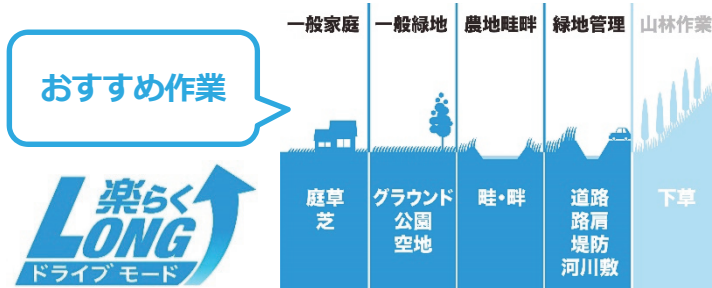 おすすめ作業
楽らく
LONG
ドライブ モード
一般家庭
庭草
芝
一般緑地
グラウンド
公園
空地
農地畦畔
畦・畔
緑地管理
道路
路肩
堤防
河川敷
山林作業
下草